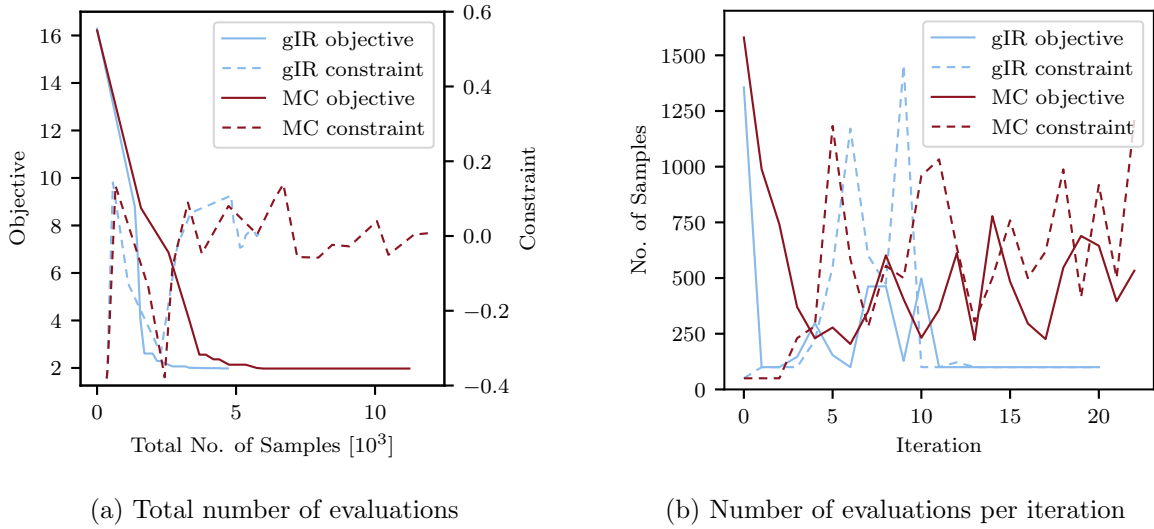 16
14
12
10
8
6
4
2
Objective
0
5
10
Total No. of Samples [10³]
0.6
0.4
0.2
0.0
−0.2
−0.4
Constraint
gIR objective
gIR constraint
MC objective
MC constraint
(a) Total number of evaluations
1500
1250
1000
750
500
250
0
No. of Samples
0
5
10
15
20
Iteration
gIR objective
gIR constraint
MC objective
MC constraint
(b) Number of evaluations per iteration